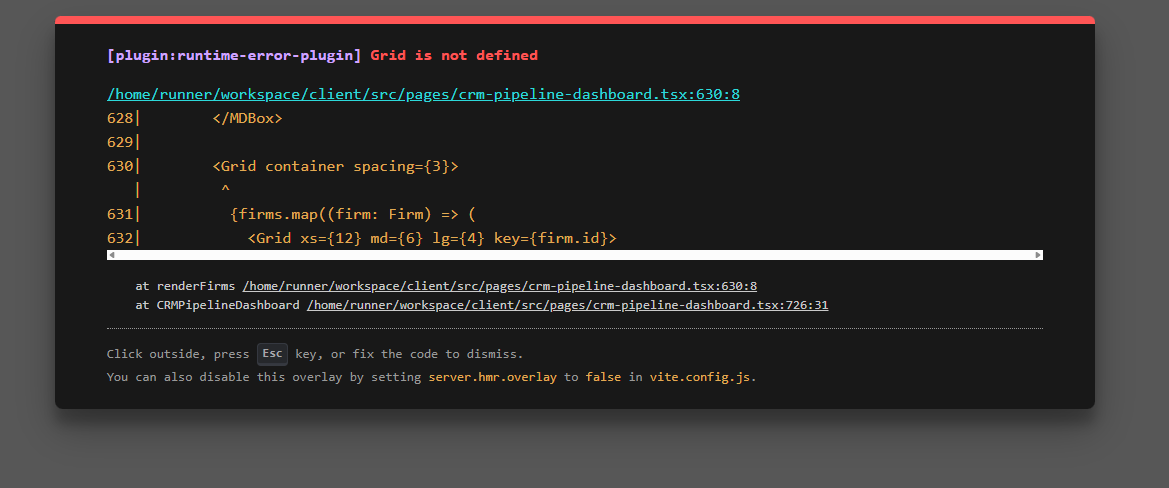 [plugin:runtime-error-plugin] Grid is not defined
/home/runner/workspace/client/src/pages/crm-pipeline-dashboard.tsx:630:8
628|        </MDBox>
629|
630|        <Grid container spacing={3}>
   |         ^
631|          {firms.map((firm: Firm) => (
632|            <Grid xs={12} md={6} lg={4} key={firm.id}>
at renderFirms /home/runner/workspace/client/src/pages/crm-pipeline-dashboard.tsx:630:8
at CRMPipelineDashboard /home/runner/workspace/client/src/pages/crm-pipeline-dashboard.tsx:726:31
Click outside, press Esc key, or fix the code to dismiss.
You can also disable this overlay by setting server.hmr.overlay to false in vite.config.js.